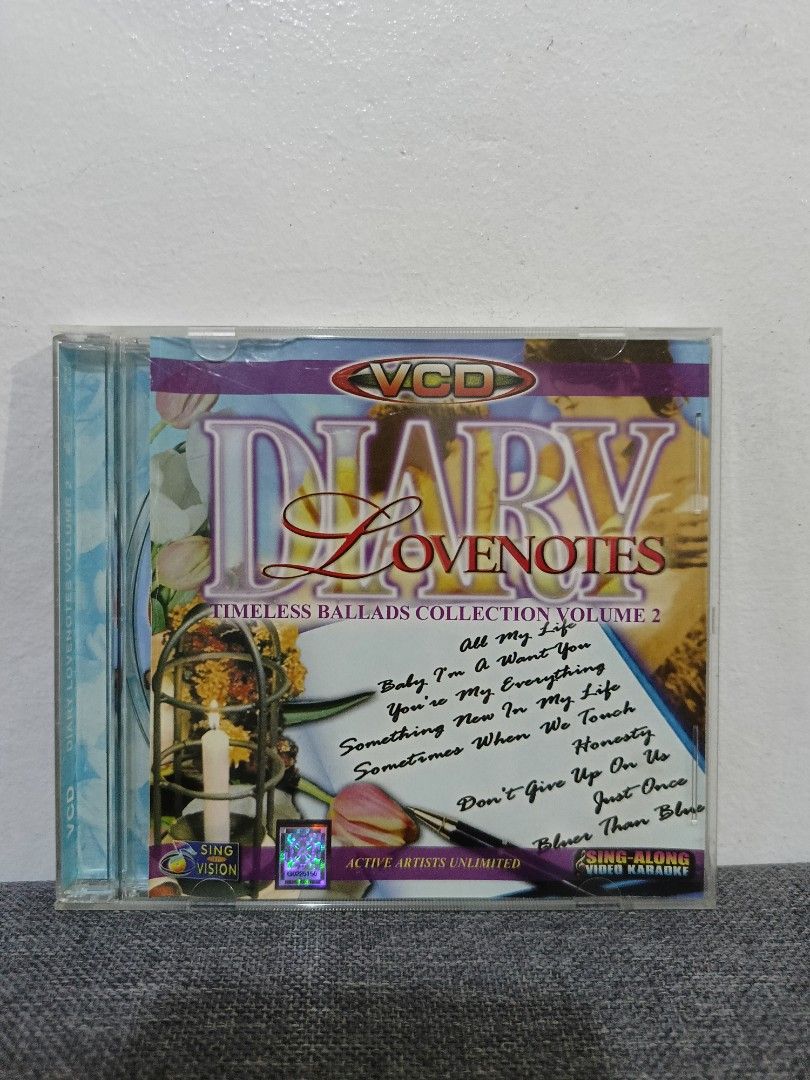 VCD
DIARY
LOVENOTES
TIMELESS BALLADS COLLECTION VOLUME 2
All My Life
Baby I'm A Want You
You're My Everything
Something New In My Life
Sometimes When We Touch
Honesty
Don't Give Up On Us
Just Once
Bluer Than Blue
SING
VISION
ACTIVE ARTISTS UNLIMITED
SING-ALONG
VIDEO KARAOKE
VCD DIARY LOVENOTES VOLUME 2